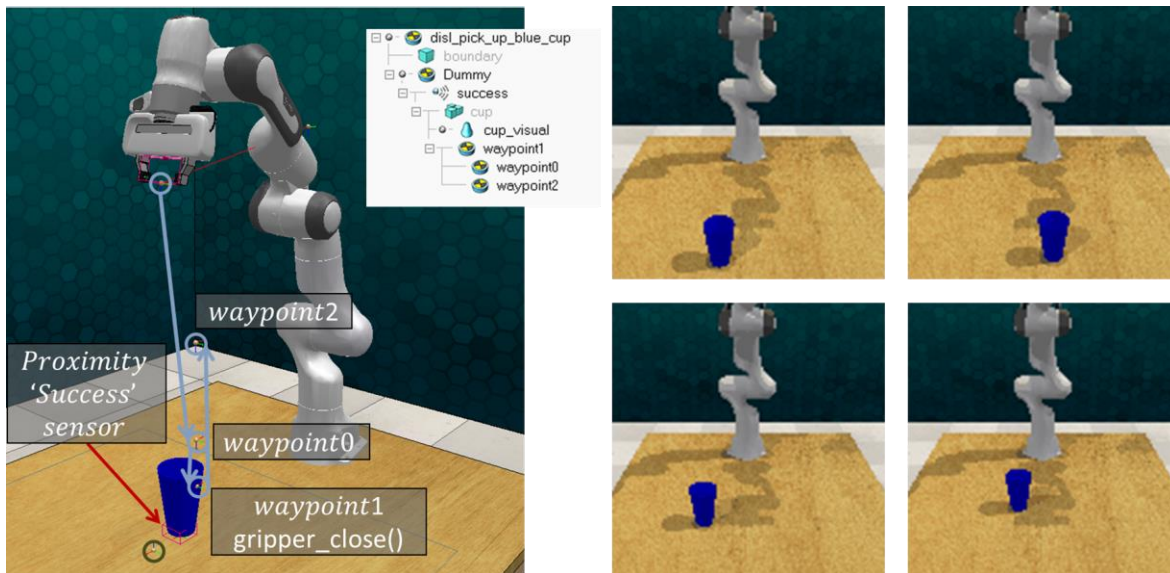 disl_pick_up_blue_cup
boundary
Dummy
success
cup
cup_visual
waypoint1
waypoint0
waypoint2
waypoint2
Proximity
‘Success’
sensor
waypoint0
waypoint1
gripper_close()